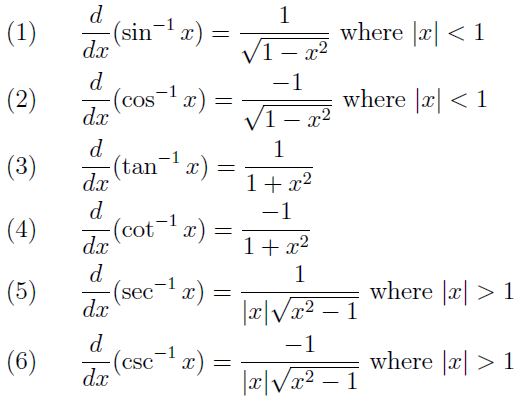 (1) d/dx (sin⁻¹ x) = 1/√(1 − x²) where |x| < 1
(2) d/dx (cos⁻¹ x) = −1/√(1 − x²) where |x| < 1
(3) d/dx (tan⁻¹ x) = 1/(1 + x²)
(4) d/dx (cot⁻¹ x) = −1/(1 + x²)
(5) d/dx (sec⁻¹ x) = 1/(|x|√(x² − 1)) where |x| > 1
(6) d/dx (csc⁻¹ x) = −1/(|x|√(x² − 1)) where |x| > 1